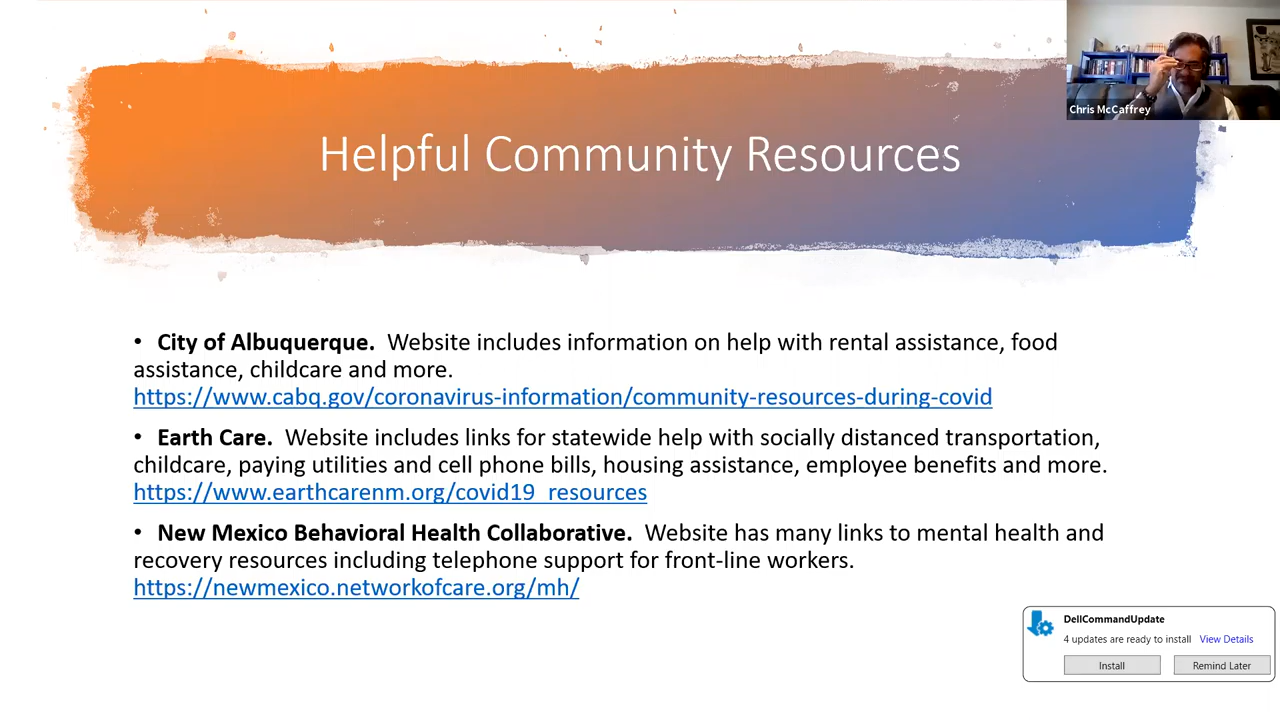 Chris McCaffrey
Helpful Community Resources
• City of Albuquerque. Website includes information on help with rental assistance, food
assistance, childcare and more.
https://www.cabq.gov/coronavirus-information/community-resources-during-covid
• Earth Care. Website includes links for statewide help with socially distanced transportation,
childcare, paying utilities and cell phone bills, housing assistance, employee benefits and more.
https://www.earthcarenm.org/covid19_resources
• New Mexico Behavioral Health Collaborative. Website has many links to mental health and
recovery resources including telephone support for front-line workers.
https://newmexico.networkofcare.org/mh/
DellCommandUpdate
4 updates are ready to install View Details
Install Remind Later